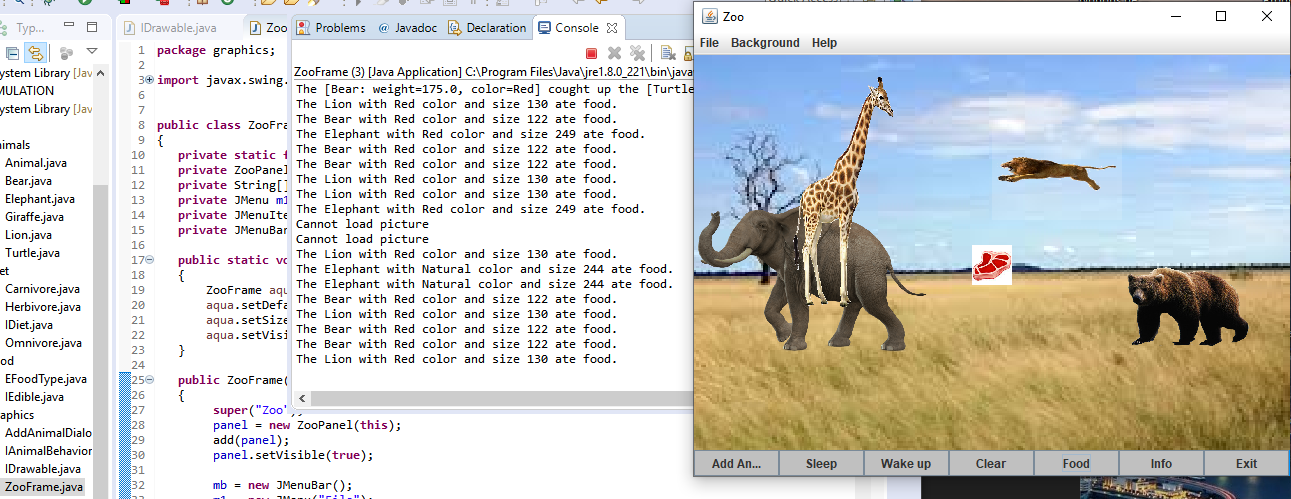 Typ...
ystem Library [Jav
MULATION
ystem Library [Jav
nimals
Animal.java
Bear.java
Elephant.java
Giraffe.java
Lion.java
Turtle.java
et
Carnivore.java
Herbivore.java
IDiet.java
Omnivore.java
od
EFoodType.java
IEdible.java
aphics
AddAnimalDialo
IAnimalBehavior
IDrawable.java
ZooFrame.java
IDrawable.java
Zoo
1 package graphics;
2
3 import javax.swing.
7
8 public class ZooFra
9 {
10 private static f
11 private ZooPanel
12 private String[]
13 private JMenu m1
14 private JMenuIte
15 private JMenuBar
16
17 public static vo
18 {
19 ZooFrame aqu
20 aqua.setDefa
21 aqua.setSize
22 aqua.setVisi
23 }
24
25 public ZooFrame(
26 {
27 super("Zoo");
28 panel = new ZooPanel(this);
29 add(panel);
30 panel.setVisible(true);
31
32 mb = new JMenuBar();
33 m1 = new JMenu("File");
Problems @ Javadoc Declaration Console
ZooFrame (3) [Java Application] C:\Program Files\Java\jre1.8.0_221\bin\java
The [Bear: weight=175.0, color=Red] cought up the [Turtle
The Lion with Red color and size 130 ate food.
The Bear with Red color and size 122 ate food.
The Elephant with Red color and size 249 ate food.
The Bear with Red color and size 122 ate food.
The Bear with Red color and size 122 ate food.
The Lion with Red color and size 130 ate food.
The Lion with Red color and size 130 ate food.
The Elephant with Red color and size 249 ate food.
Cannot load picture
Cannot load picture
The Lion with Red color and size 130 ate food.
The Elephant with Natural color and size 244 ate food.
The Elephant with Natural color and size 244 ate food.
The Bear with Red color and size 122 ate food.
The Lion with Red color and size 130 ate food.
The Bear with Red color and size 122 ate food.
The Bear with Red color and size 122 ate food.
The Lion with Red color and size 130 ate food.
Zoo
File Background Help
Add An... Sleep Wake up Clear Food Info Exit